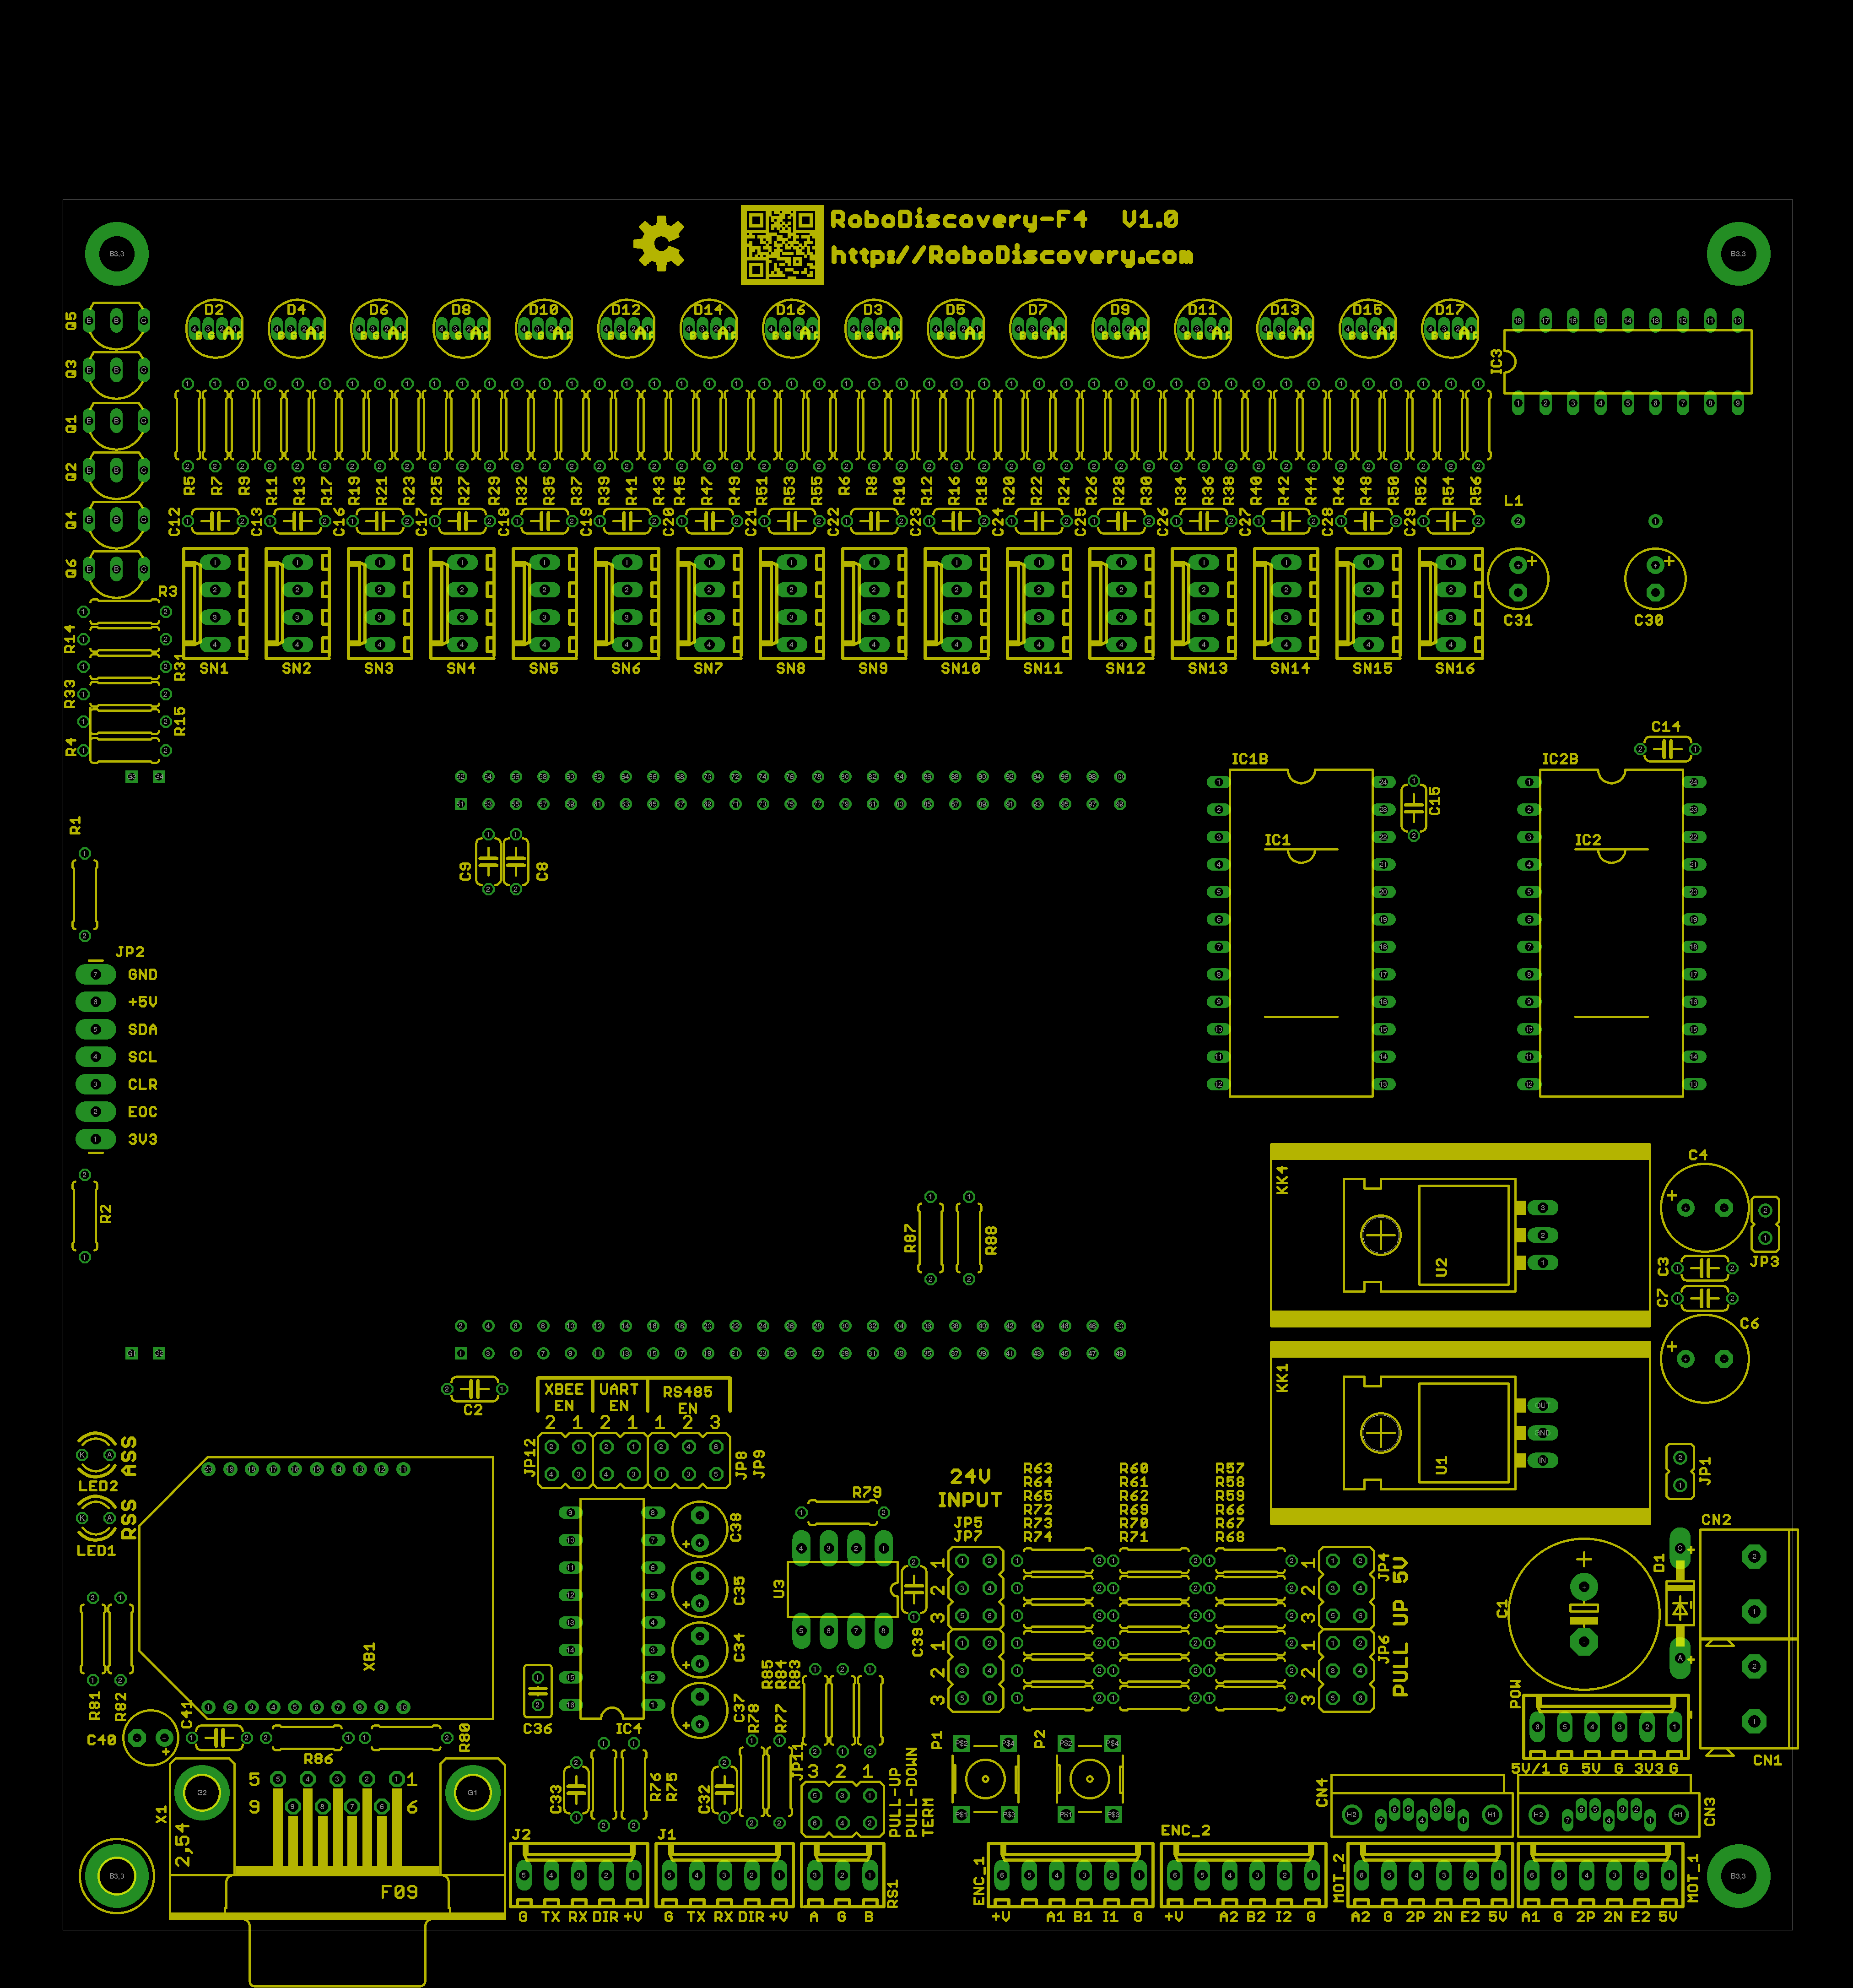 RoboDiscovery-F4 V1.0
http://RoboDiscovery.com
B3,3 B3,3
Q5 Q3 Q1 Q2 Q4 Q6
D2 D4 D6 D8 D10 D12 D14 D16 D3 D5 D7 D9 D11 D13 D15 D17
IC3
R5 R7 R9 R11 R13 R17 R19 R21 R23 R25 R27 R29 R32 R35 R37 R39 R41 R43 R45 R47 R49 R51 R53 R55 R6 R8 R10 R12 R16 R18 R20 R22 R24 R26 R28 R30 R34 R36 R38 R40 R42 R44 R46 R48 R50 R52 R54 R56
L1
C12 C13 C16 C17 C18 C19 C20 C21 C22 C23 C24 C25 C26 C27 C28 C29
C31 C30
SN1 SN2 SN3 SN4 SN5 SN6 SN7 SN8 SN9 SN10 SN11 SN12 SN13 SN14 SN15 SN16
R3
R14
R31
R33
R15
R4
C14
IC1B IC2B
C15
IC1 IC2
R1
C9 C8
JP2
GND
+5V
SDA
SCL
CLR
EOC
3V3
R2
R87 R88
KK4
U2
C4
JP3
C3
C7
C6
KK1
U1
JP1
C2
XBEE EN
UART EN
RS485 EN
2 1 2 1 1 2 3
JP12 JP8 JP9
ASS
LED2
RSS
LED1
XB1
R81 R82
C40
C41
R86
R80
C38
C35
C34
C37
C36
IC4
R79
U3
C39
R85 R84 R83
R78 R77
24V
INPUT
JP5
JP7
R63 R60 R57
R64 R61 R58
R65 R62 R59
R72 R69 R66
R73 R70 R67
R74 R71 R68
1 2 3 1 2 3
1 2 3 1 2 3
JP4
JP6
PULL UP 5V
C1
D1
CN2
CN1
POW
5V/1 G 5V G 3V3 G
P1 P2
X1
5 1
9 6
2,54
F09
G2 G1
B3,3
C33
R76 R75
C32
JP11
3 2 1
PULL-UP
PULL-DOWN
TERM
J2 J1
RS1
G TX RX DIR +V
G TX RX DIR +V
A G B
ENC_1
+V A1 B1 I1 G
ENC_2
+V A2 B2 I2 G
CN4 CN3
MOT_2
A2 G 2P 2N E2 5V
MOT_1
A1 G 2P 2N E2 5V
B3,3